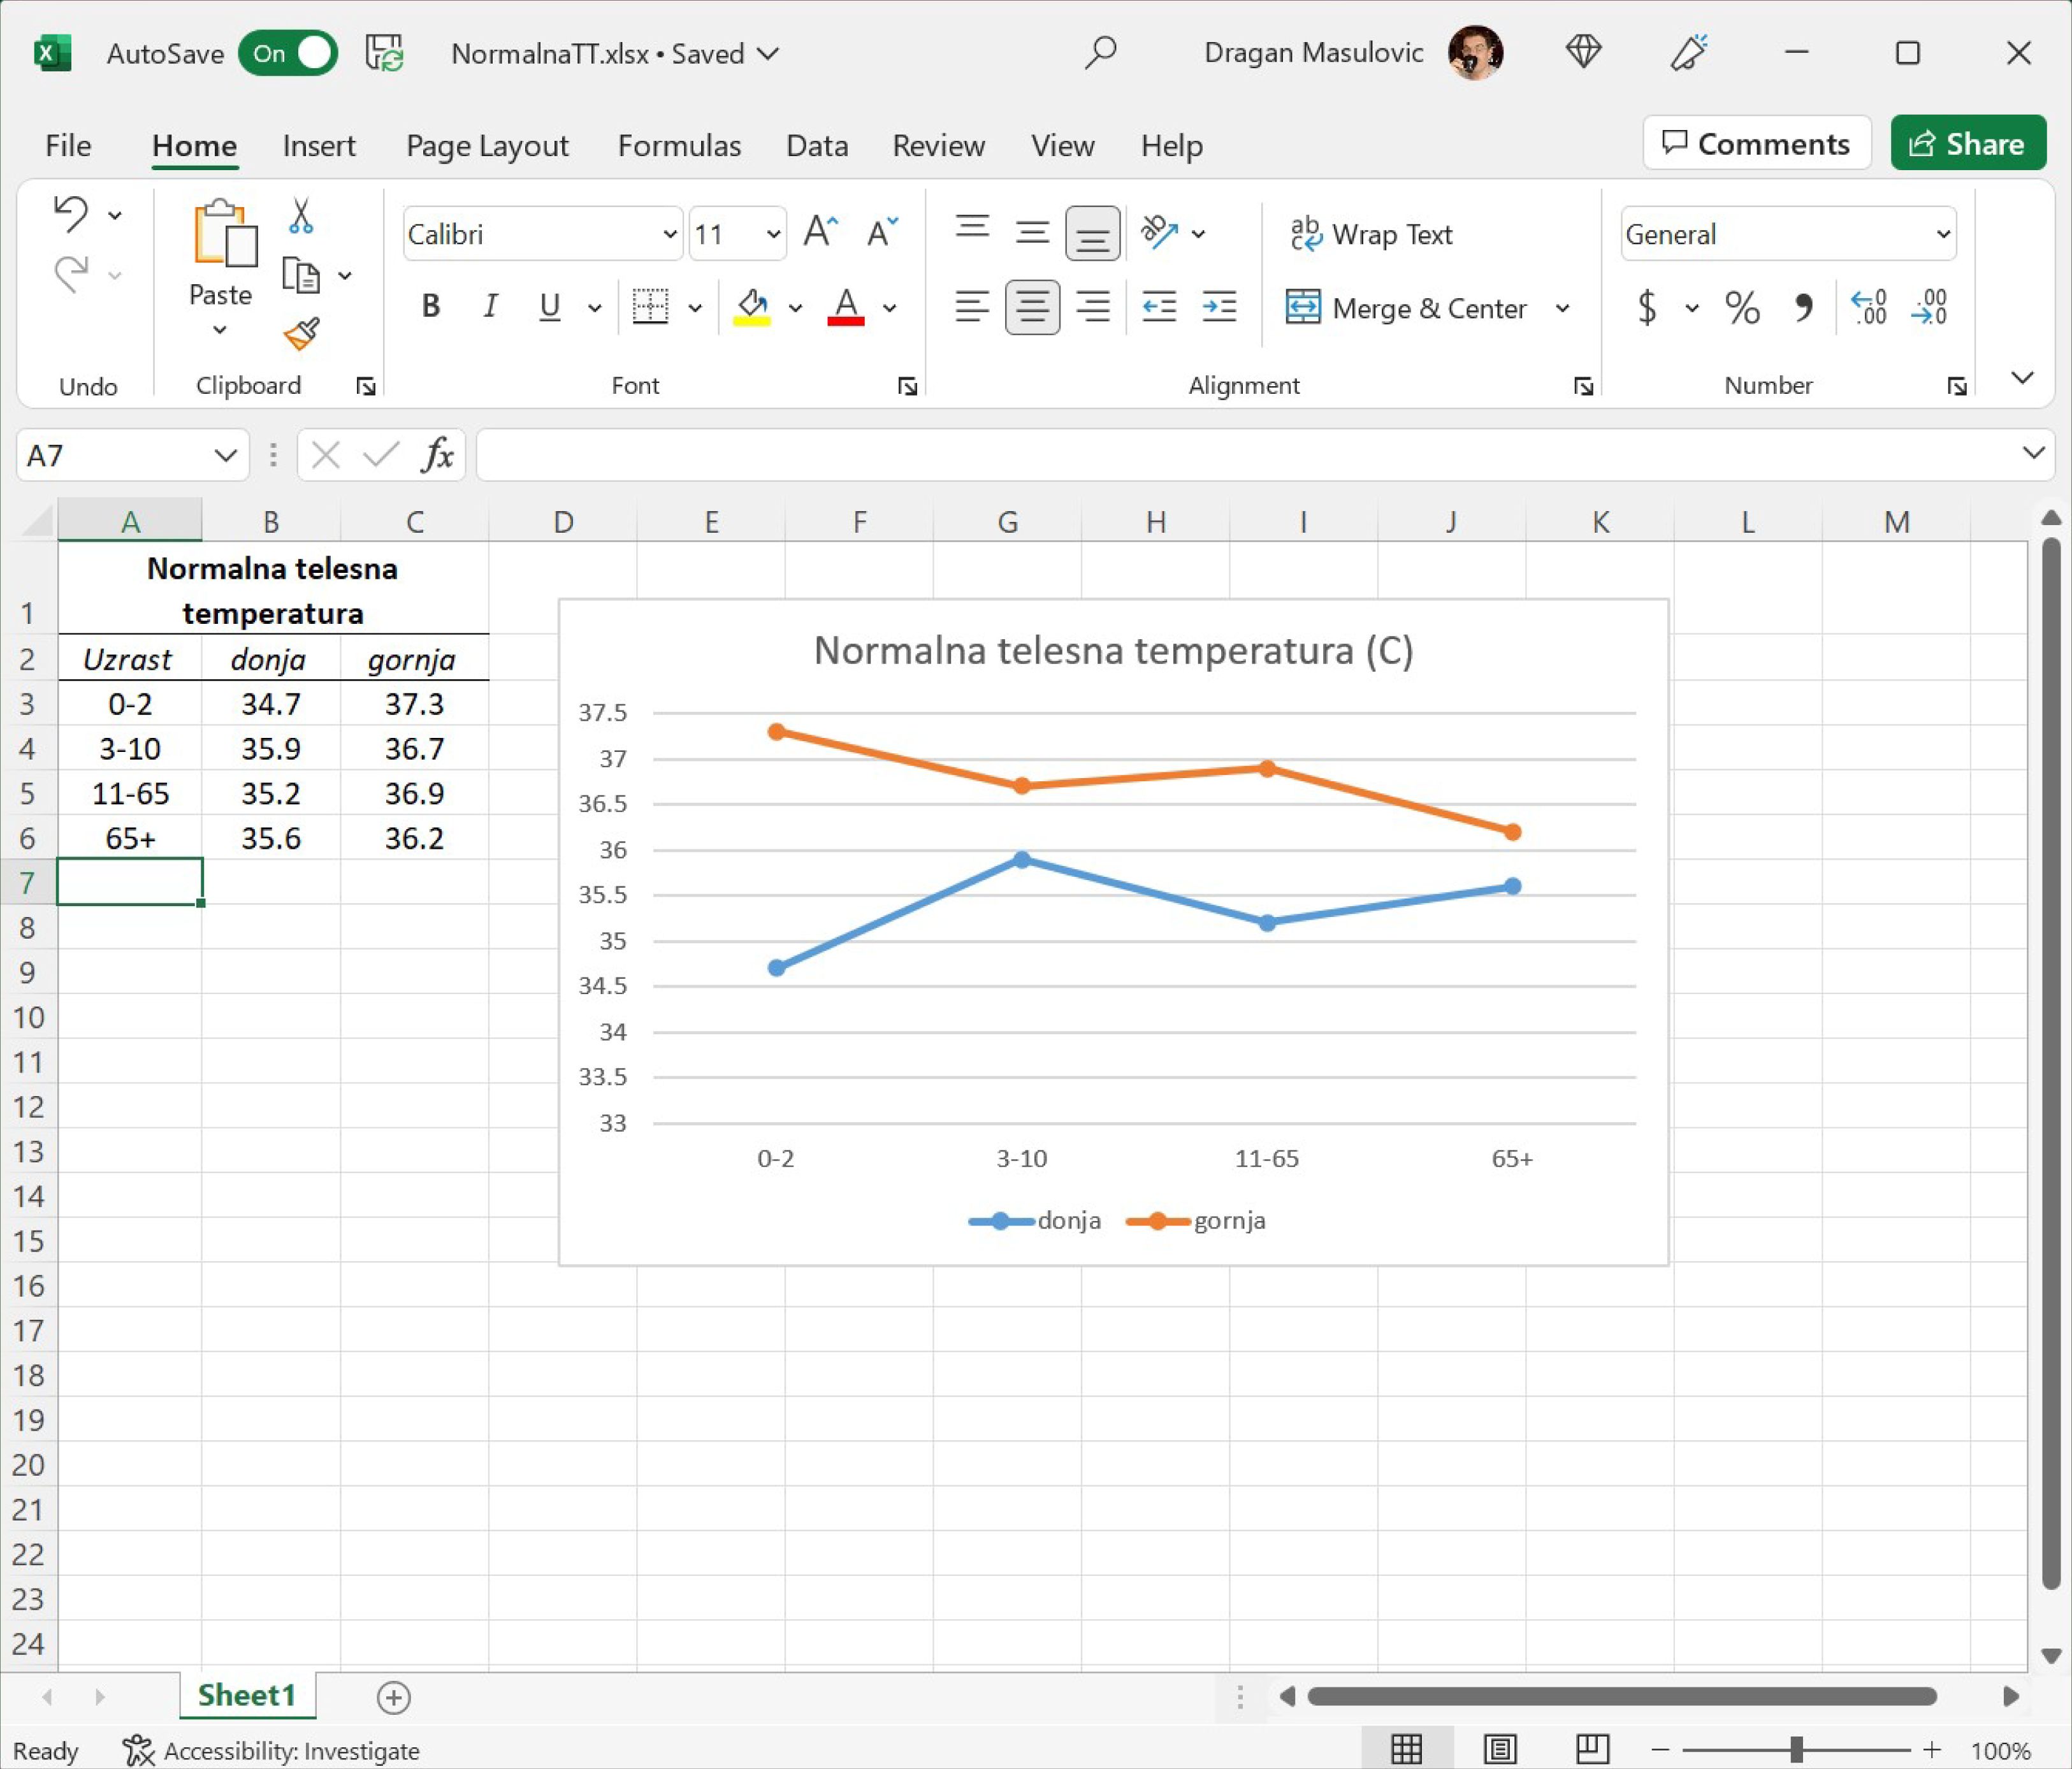 AutoSave On NormalnaTT.xlsx • Saved Dragan Masulovic
File Home Insert Page Layout Formulas Data Review View Help Comments Share
Calibri 11 Wrap Text General
Paste B I U A Merge & Center $ % 9 .00 .00
Undo Clipboard Font Alignment Number
A7 fx
A B C D E F G H I J K L M
Normalna telesna
1 temperatura
2 Uzrast donja gornja
3 0-2 34.7 37.3
4 3-10 35.9 36.7
5 11-65 35.2 36.9
6 65+ 35.6 36.2
7
8
9
10
11
12
13
14
15
16
17
18
19
20
21
22
23
24
Normalna telesna temperatura (C)
37.5
37
36.5
36
35.5
35
34.5
34
33.5
33
0-2 3-10 11-65 65+
donja gornja
Sheet1
Ready Accessibility: Investigate 100%